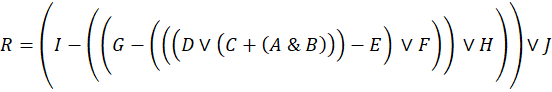 R = (I − ((G − (((D ∨ (C + (A & B))) − E) ∨ F)) ∨ H)) ∨ J